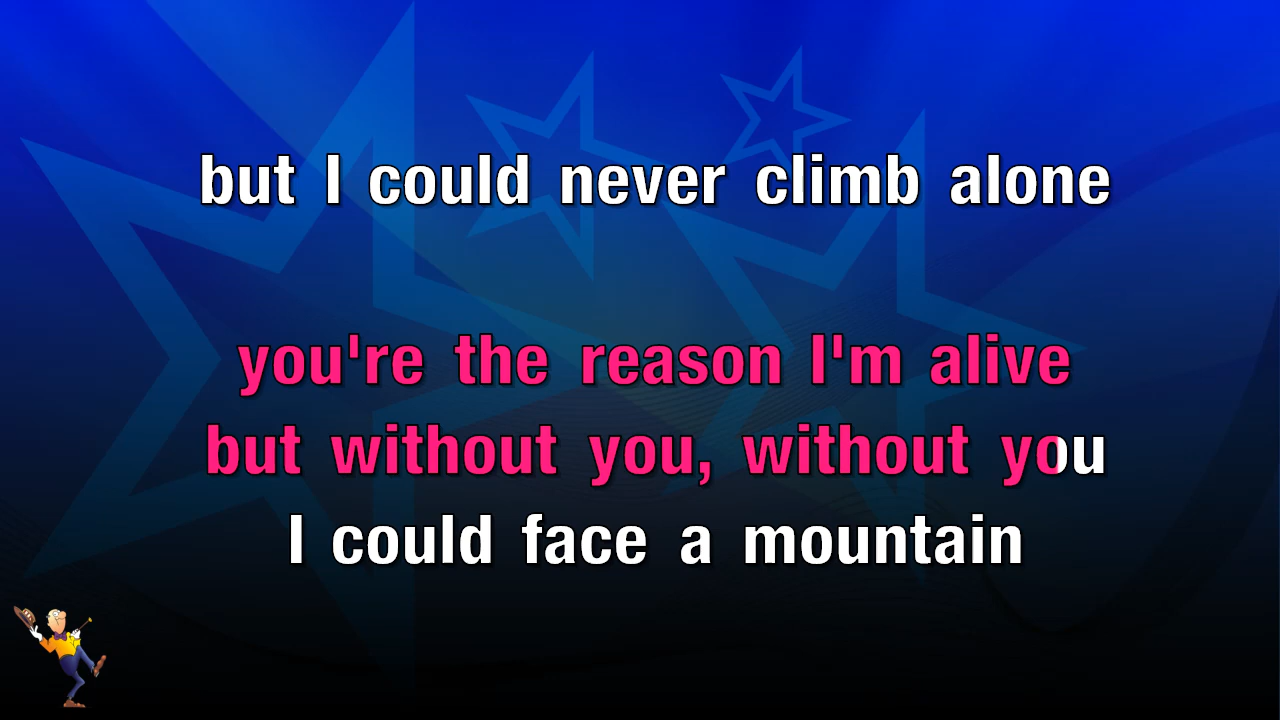 but I could never climb alone
you're the reason I'm alive
but without you, without you
I could face a mountain